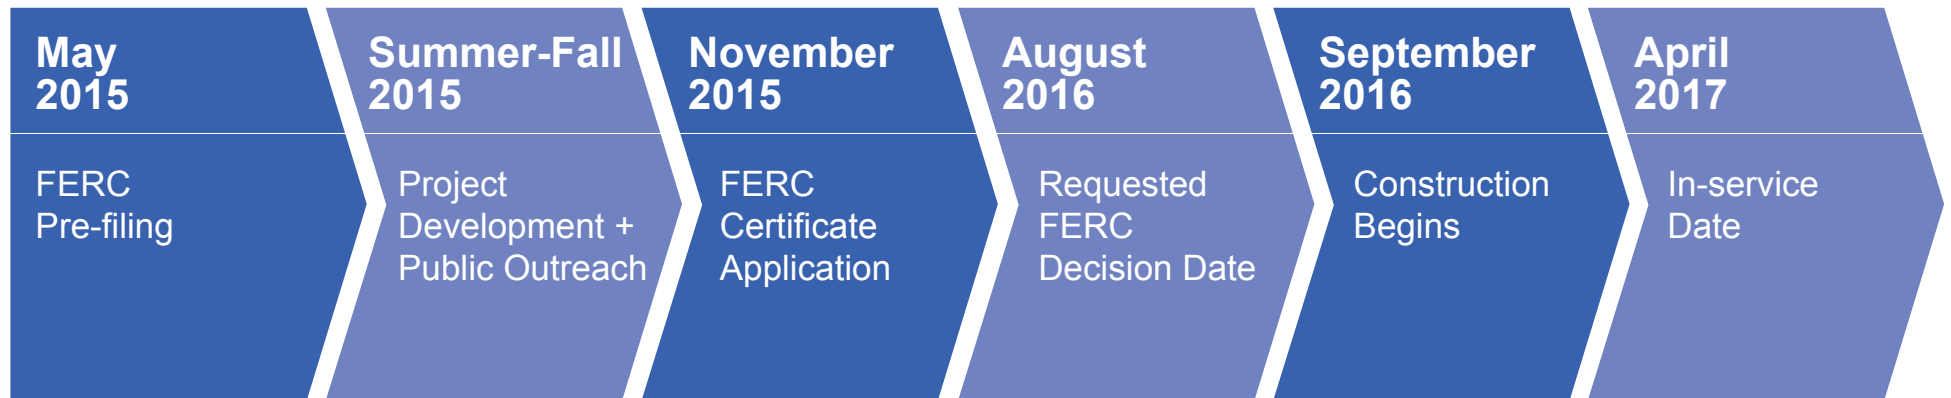 May
2015
FERC
Pre-filing
Summer-Fall
2015
Project
Development +
Public Outreach
November
2015
FERC
Certificate
Application
August
2016
Requested
FERC
Decision Date
September
2016
Construction
Begins
April
2017
In-service
Date